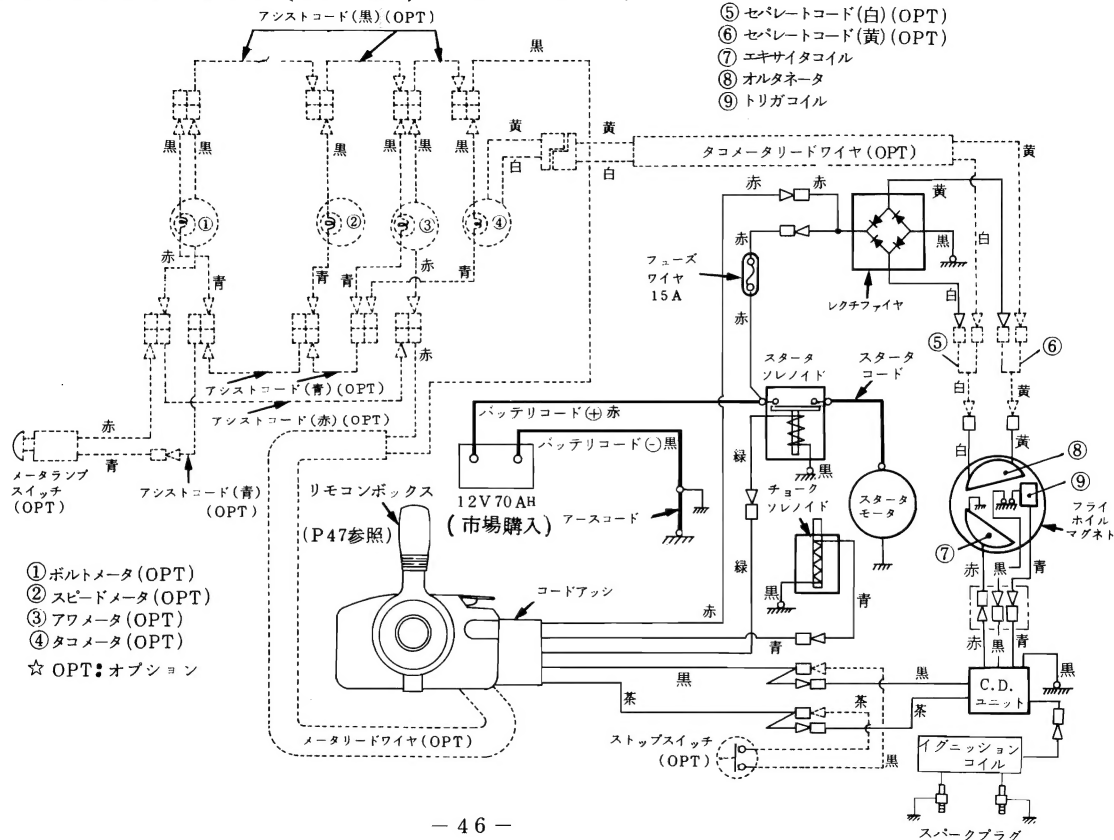 アシストコード(黒)(OPT)
⑤ セパレートコード(白)(OPT)
⑥ セパレートコード(黄)(OPT)
⑦ エキサイタコイル
⑧ オルタネータ
⑨ トリガコイル
黒
黒
黒
黒
黒
黒
黄
白
黄
白
タコメータリードワイヤ(OPT)
黄
白
①
②
③
④
赤
赤
黄
黒
赤
フューズ
ワイヤ
15A
赤
レクチファイヤ
白
赤
青
青
青
赤
青
赤
⑤
⑥
白
黄
白
黄
アシストコード(青)(OPT)
アシストコード(赤)(OPT)
赤
青
メータランプ
スイッチ
(OPT)
アシストコード(青)
(OPT)
スタータ
ソレノイド
スタータ
コード
バッテリコード⊕赤
バッテリコード⊖黒
12V70AH
(市場購入)
アースコード
緑
黒
スタータ
モータ
チョーク
ソレノイド
緑
黒
青
⑧
⑨
フライ
ホイル
マグネト
⑦
赤
黒
青
赤
黒
青
リモコンボックス
(P47参照)
コードアッシ
赤
青
黒
茶
茶
黒
黒
茶
黒
C.D.
ユニット
メータリードワイヤ(OPT)
ストップスイッチ
(OPT)
イグニッション
コイル
スパークプラグ
①ボルトメータ(OPT)
②スピードメータ(OPT)
③アワメータ(OPT)
④タコメータ(OPT)
☆ OPT:オプション
－46－